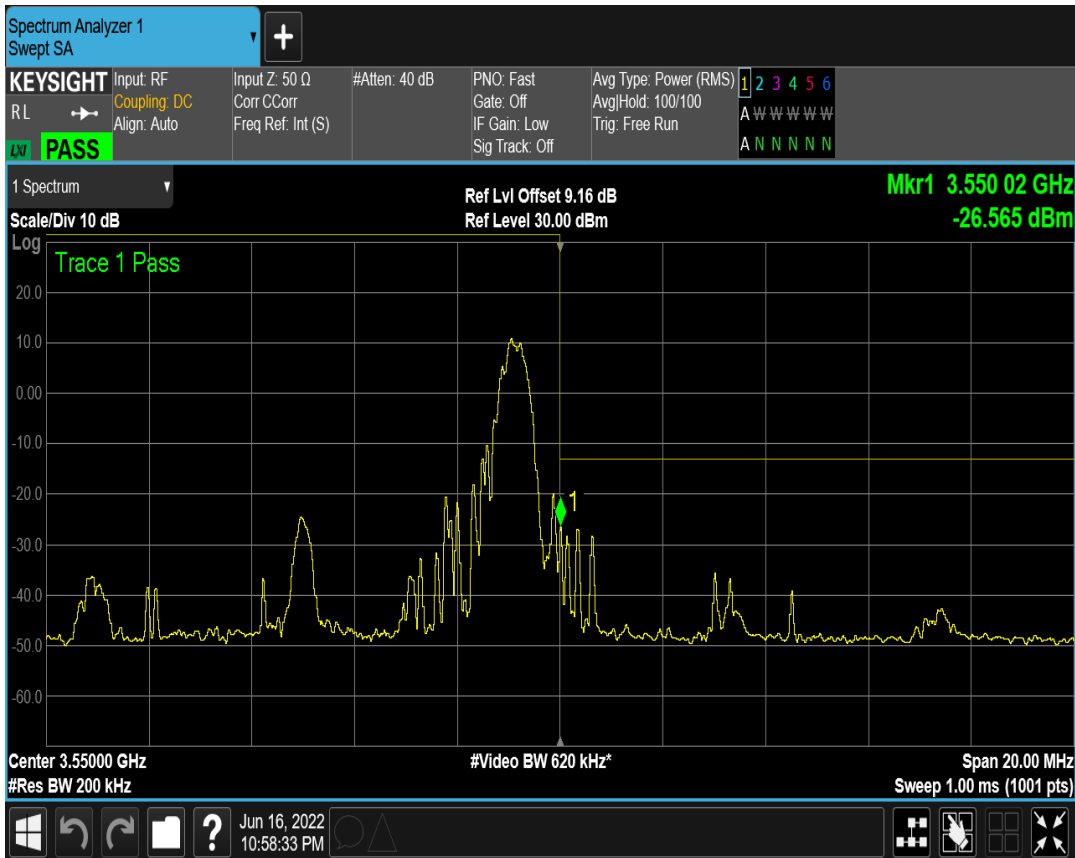 Spectrum Analyzer 1
Swept SA
+
KEYSIGHT
RL
LXI
PASS
Input: RF
Coupling: DC
Align: Auto
Input Z: 50 Ω
Corr CCorr
Freq Ref: Int (S)
#Atten: 40 dB
PNO: Fast
Gate: Off
IF Gain: Low
Sig Track: Off
Avg Type: Power (RMS)
Avg|Hold: 100/100
Trig: Free Run
1 2 3 4 5 6
A W W W W W
A N N N N N
1 Spectrum
Scale/Div 10 dB
Ref Lvl Offset 9.16 dB
Ref Level 30.00 dBm
Mkr1 3.550 02 GHz
-26.565 dBm
Log
Trace 1 Pass
20.0
10.0
0.00
-10.0
-20.0
-30.0
-40.0
-50.0
-60.0
1
Center 3.55000 GHz
#Res BW 200 kHz
#Video BW 620 kHz*
Span 20.00 MHz
Sweep 1.00 ms (1001 pts)
?
Jun 16, 2022
10:58:33 PM